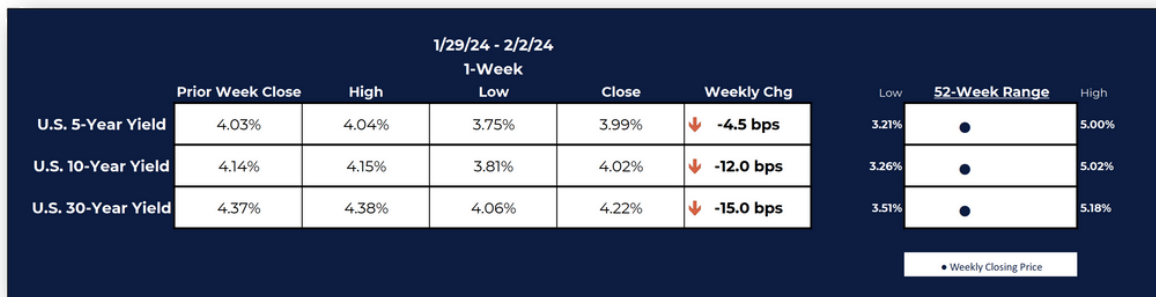 1/29/24 - 2/2/24
1-Week
Prior Week Close High Low Close Weekly Chg Low 52-Week Range High
U.S. 5-Year Yield 4.03% 4.04% 3.75% 3.99% -4.5 bps 3.21% 5.00%
U.S. 10-Year Yield 4.14% 4.15% 3.81% 4.02% -12.0 bps 3.26% 5.02%
U.S. 30-Year Yield 4.37% 4.38% 4.06% 4.22% -15.0 bps 3.51% 5.18%
• Weekly Closing Price